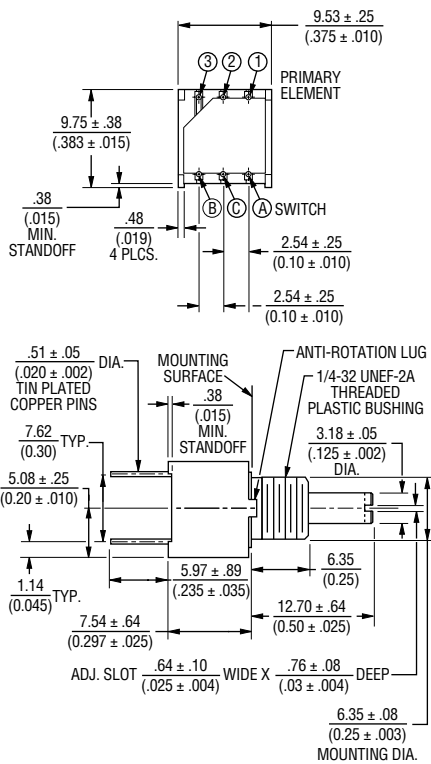 9.53 ± .25
(.375 ± .010)
3 2 1
PRIMARY
ELEMENT
9.75 ± .38
(.383 ± .015)
.38
(.015)
MIN.
STANDOFF
.48
(.019)
4 PLCS.
B C A SWITCH
2.54 ± .25
(0.10 ± .010)
2.54 ± .25
(0.10 ± .010)
.51 ± .05
(.020 ± .002)
DIA.
TIN PLATED
COPPER PINS
MOUNTING
SURFACE
ANTI-ROTATION LUG
1/4-32 UNEF-2A
THREADED
PLASTIC BUSHING
.38
(.015)
MIN.
STANDOFF
7.62
(0.30)
TYP.
3.18 ± .05
(.125 ± .002)
DIA.
5.08 ± .25
(0.20 ± .010)
1.14
(0.045)
TYP.
5.97 ± .89
(.235 ± .035)
6.35
(0.25)
7.54 ± .64
(0.297 ± .025)
12.70 ± .64
(0.50 ± .025)
ADJ. SLOT .64 ± .10 WIDE X .76 ± .08 DEEP
(.025 ± .004) (.03 ± .004)
6.35 ± .08
(0.25 ± .003)
MOUNTING DIA.